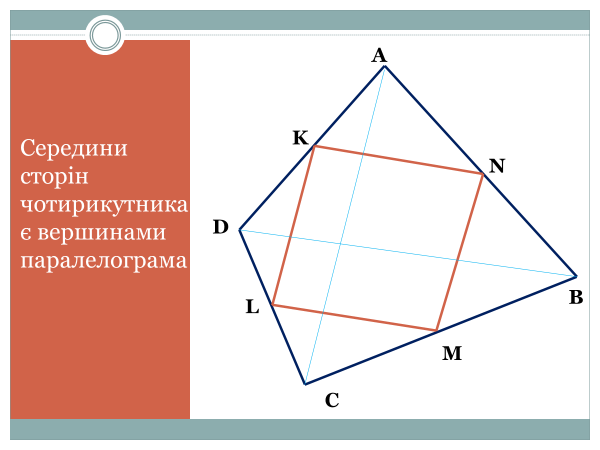 Середини
сторін
чотирикутника
є вершинами
паралелограма
A
K
N
D
B
L
M
C